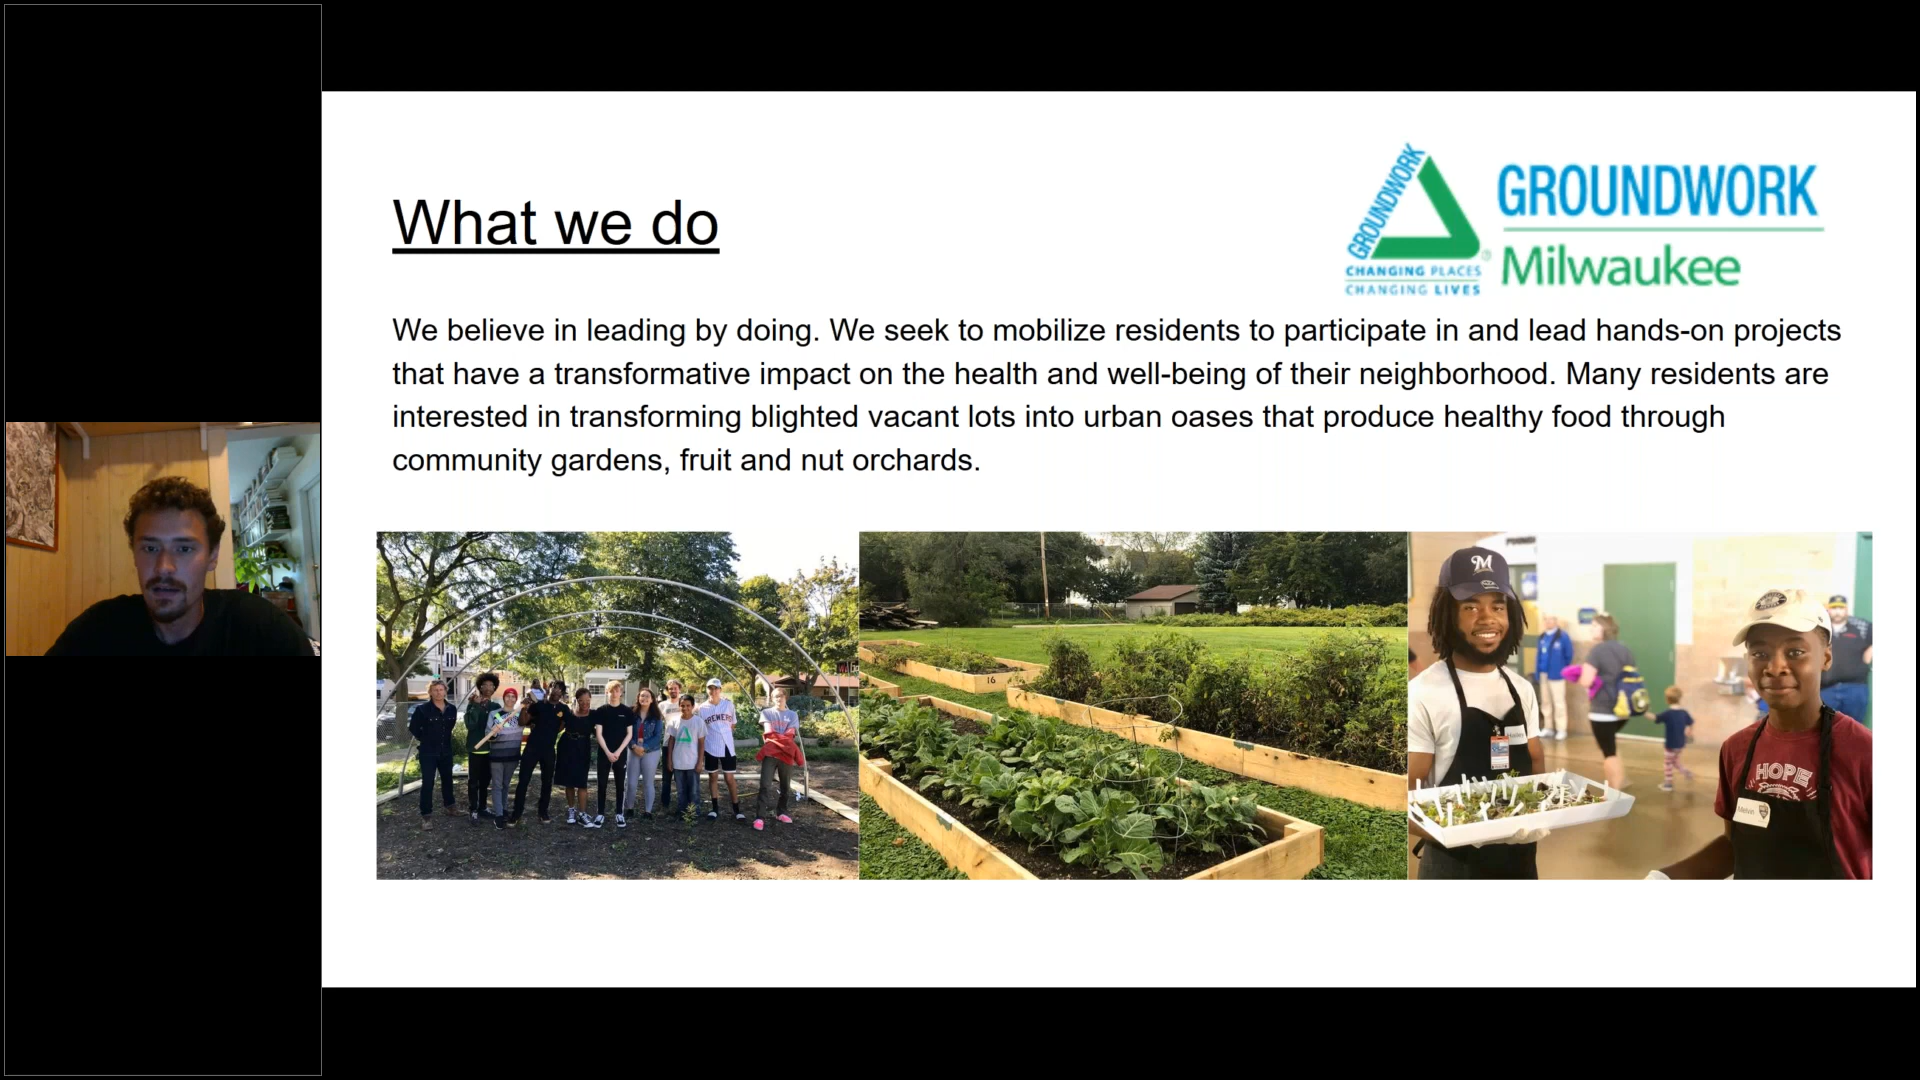 What we do
GROUNDWORK
CHANGING PLACES
CHANGING LIVES
GROUNDWORK
Milwaukee
We believe in leading by doing. We seek to mobilize residents to participate in and lead hands-on projects
that have a transformative impact on the health and well-being of their neighborhood. Many residents are
interested in transforming blighted vacant lots into urban oases that produce healthy food through
community gardens, fruit and nut orchards.
16
M
HOPE